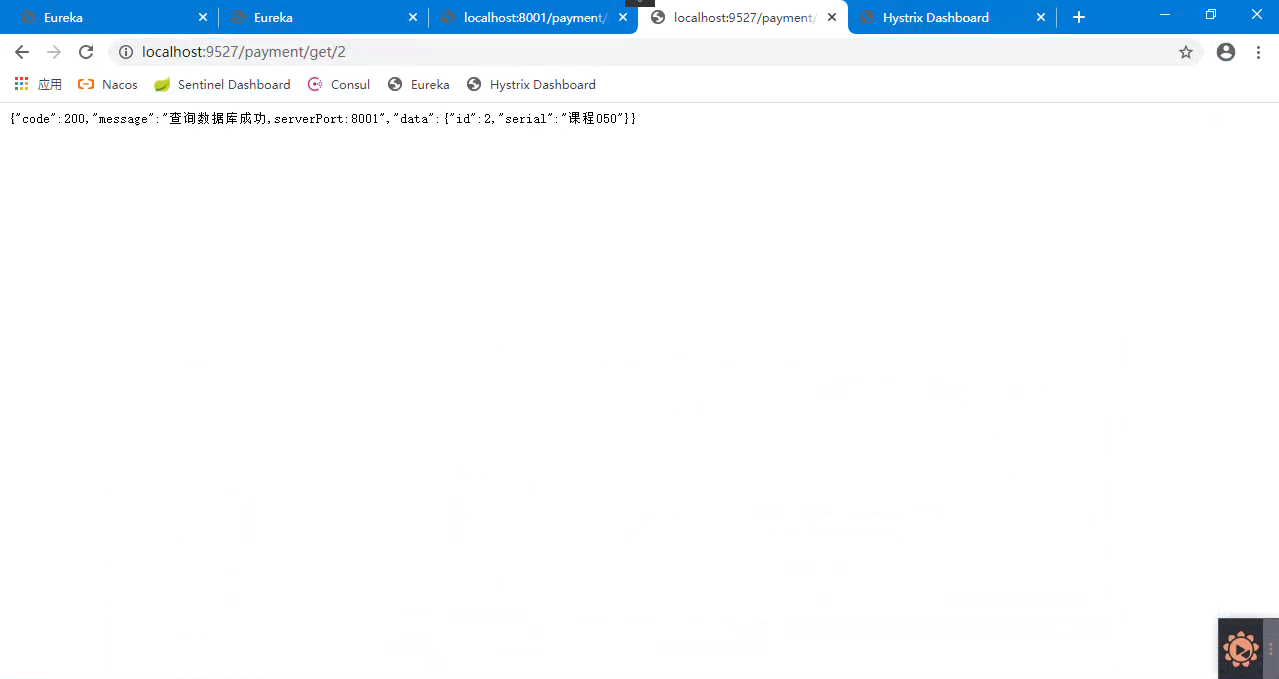 Eureka
Eureka
localhost:8001/payment/
localhost:9527/payment/
Hystrix Dashboard
localhost:9527/payment/get/2
应用 Nacos Sentinel Dashboard Consul Eureka Hystrix Dashboard
{"code":200,"message":"查询数据库成功,serverPort:8001","data":{"id":2,"serial":"课程050"}}